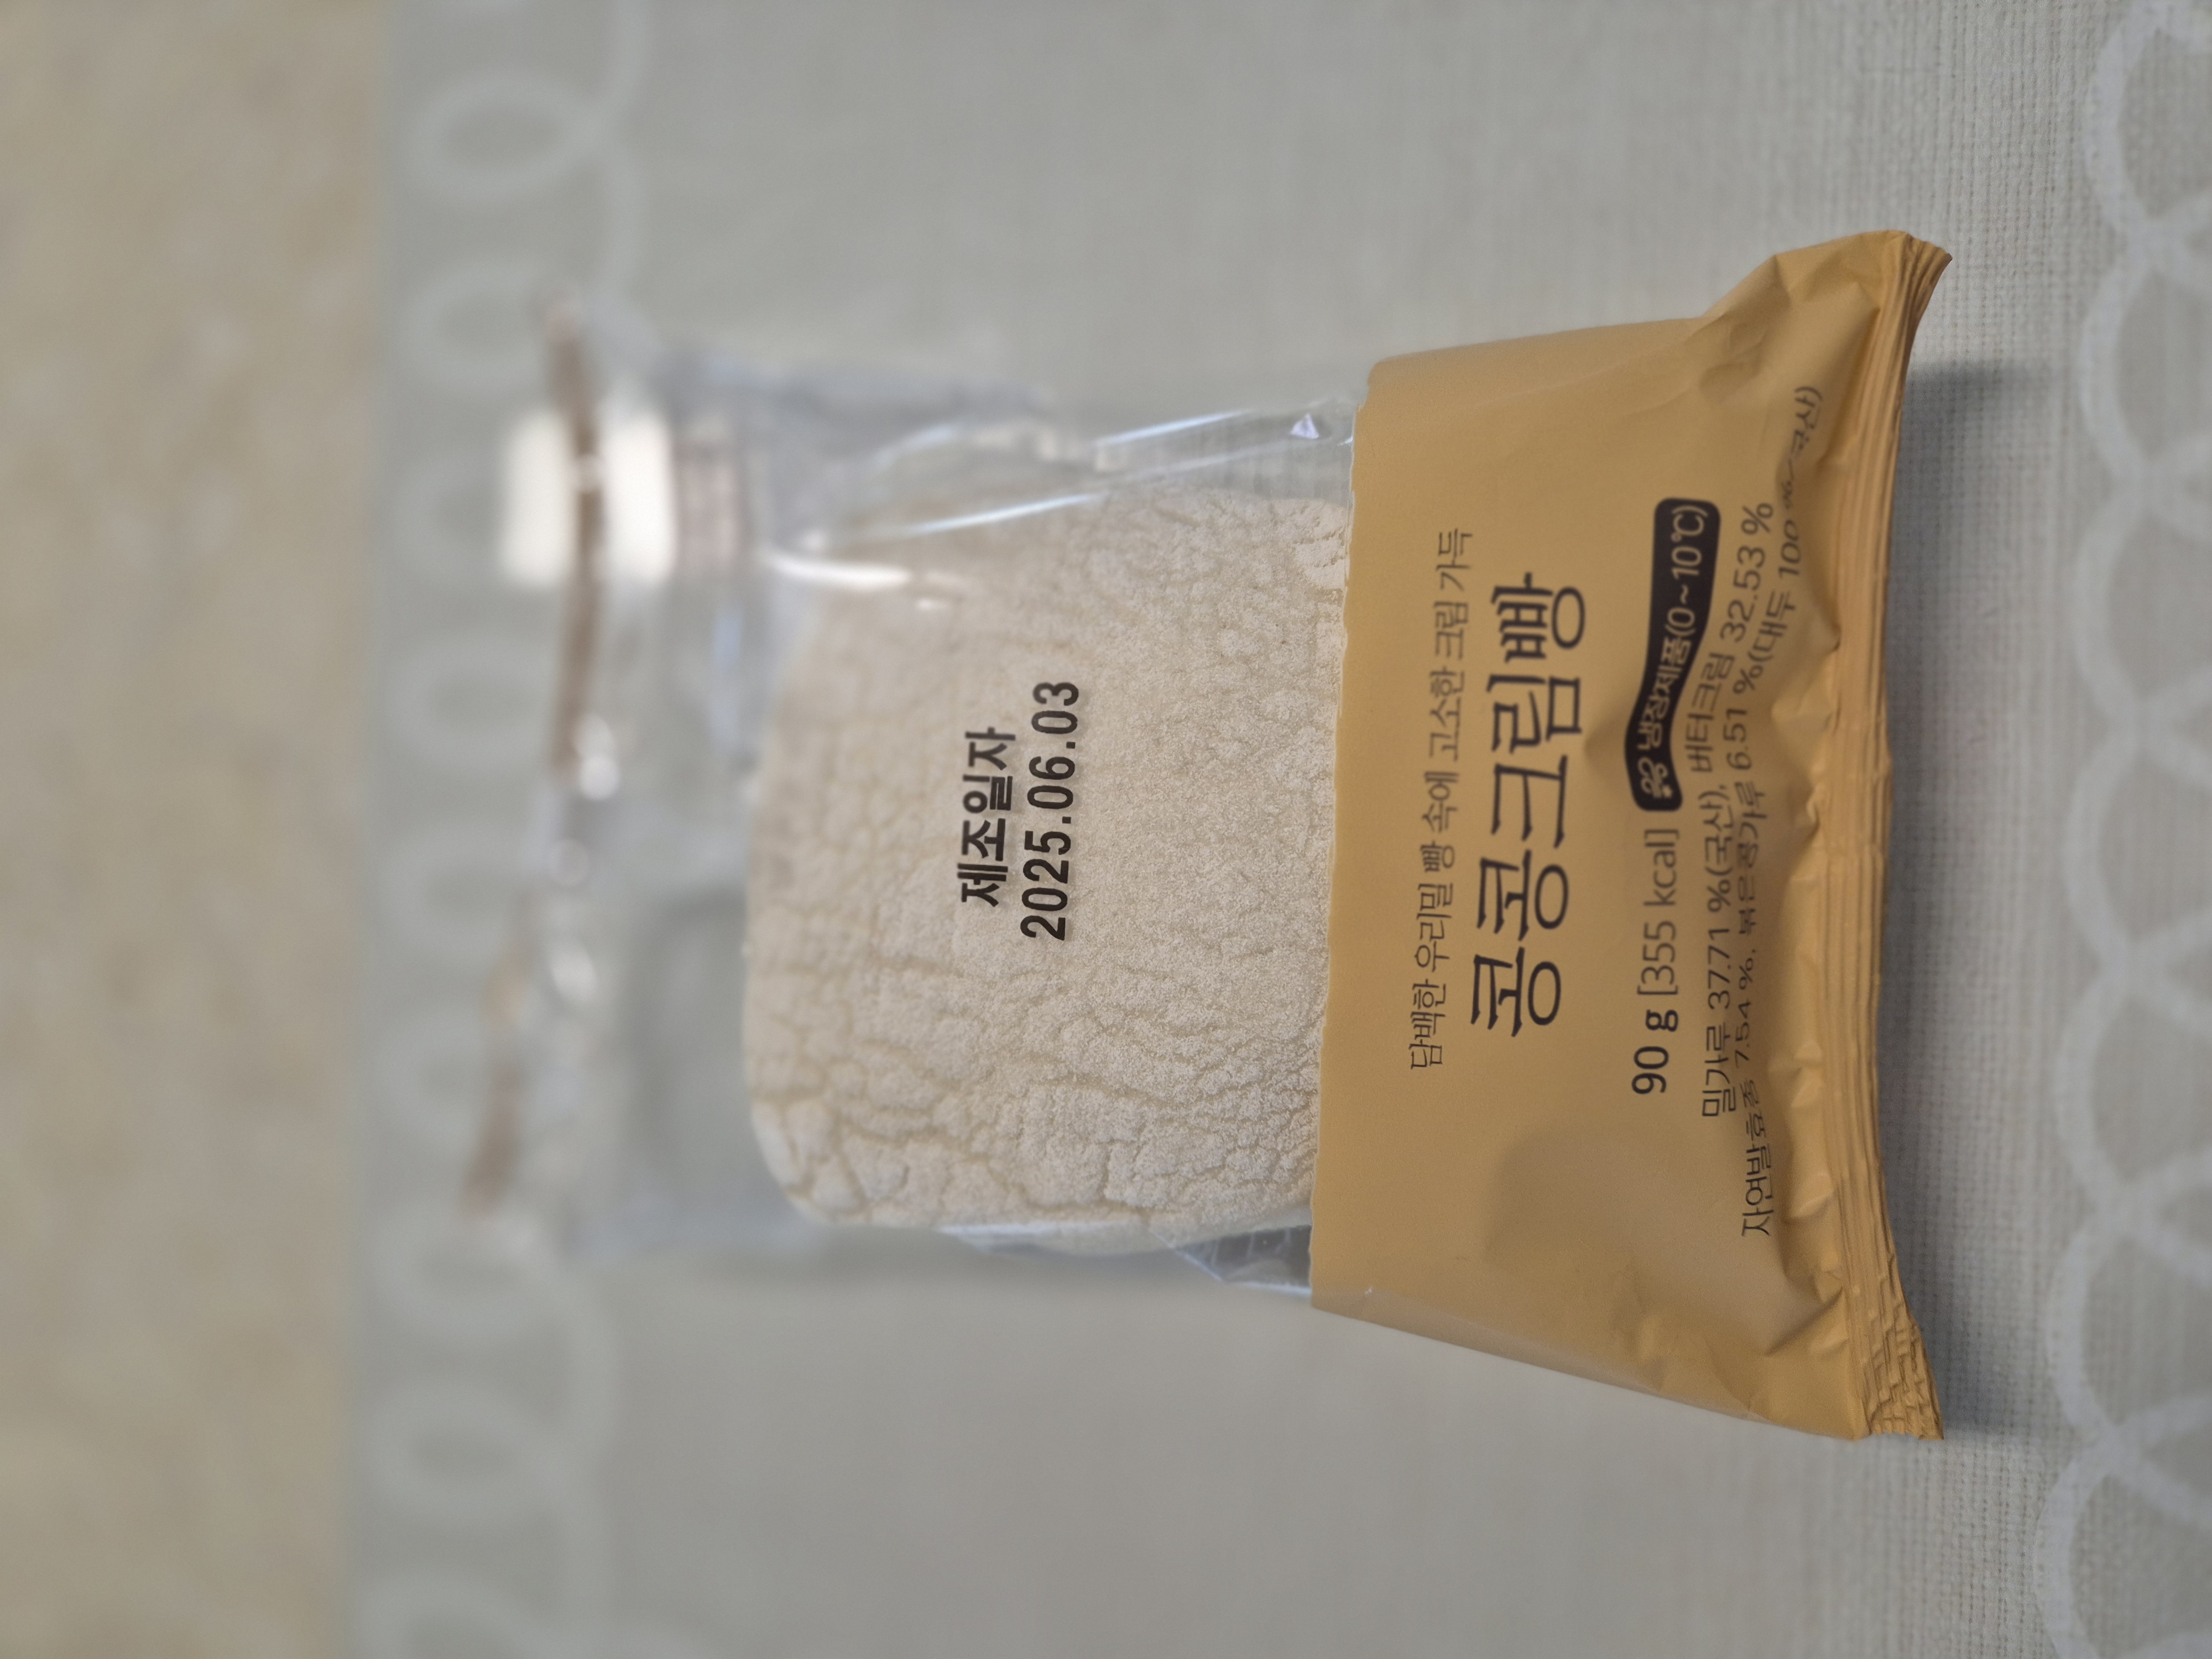 제조일자
2025.06.03
담백한 우리밀 빵 속에 고소한 크림 가득
콩콩크림빵
90 g [355 kcal] 냉장제품(0~10℃)
밀가루 37.71 %(국산), 버터크림 32.53 %
자연발효종 7.54 %, 볶은콩가루 6.51 %(대두 100 %/국산)